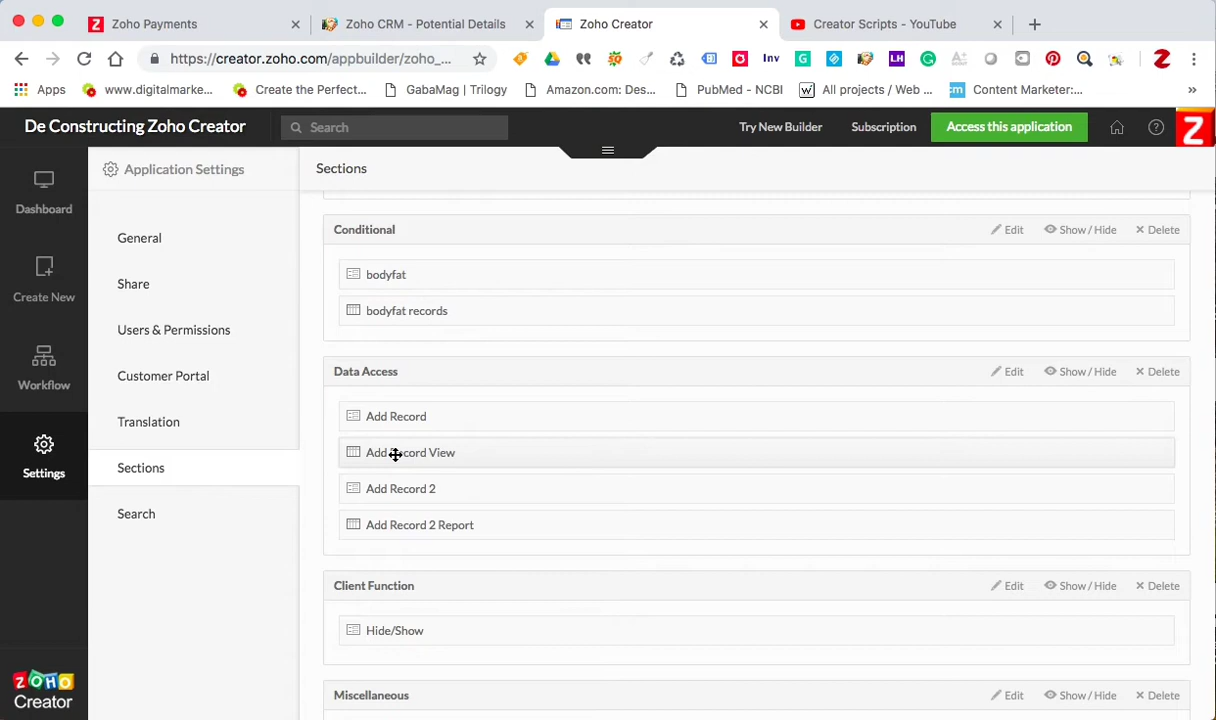 Zoho Payments
Zoho CRM - Potential Details
Zoho Creator
Creator Scripts - YouTube
https://creator.zoho.com/appbuilder/zoho_...
Inv
LH
Apps
www.digitalmarke...
Create the Perfect...
GabaMag | Trilogy
Amazon.com: Des...
PubMed - NCBI
All projects / Web ...
Content Marketer:...
De Constructing Zoho Creator
Search
Try New Builder
Subscription
Access this application
Dashboard
Create New
Workflow
Settings
ZOHO
Creator
Application Settings
General
Share
Users & Permissions
Customer Portal
Translation
Sections
Search
Sections
Conditional
Edit
Show / Hide
Delete
bodyfat
bodyfat records
Data Access
Edit
Show / Hide
Delete
Add Record
Add Record View
Add Record 2
Add Record 2 Report
Client Function
Edit
Show / Hide
Delete
Hide/Show
Miscellaneous
Edit
Show / Hide
Delete